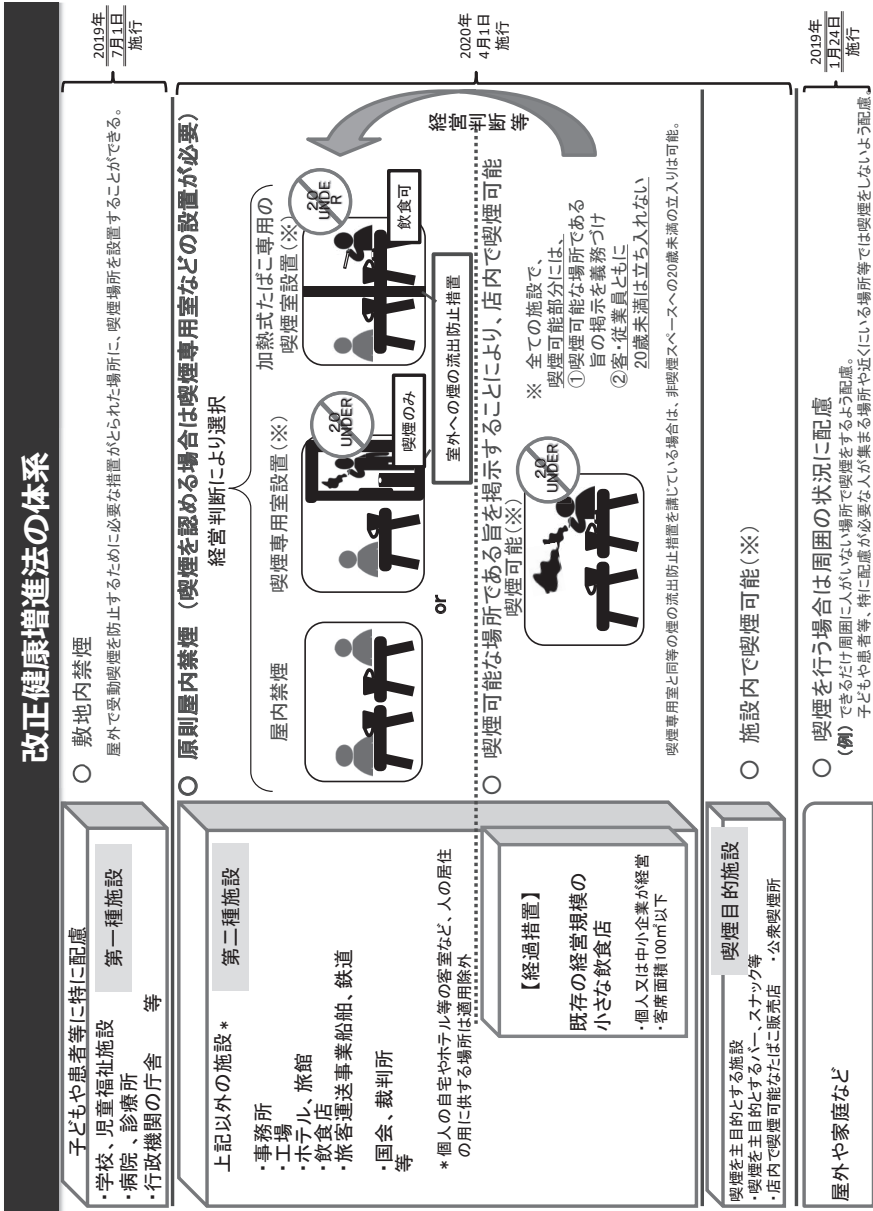 改正健康増進法の体系
子どもや患者等に特に配慮
・学校、児童福祉施設
・病院、診療所
・行政機関の庁舎　等
第一種施設
○ 敷地内禁煙
屋外で受動喫煙を防止するために必要な措置がとられた場所に、喫煙場所を設置することができる。
2019年
7月1日
施行
上記以外の施設*
・事務所
・工場
・ホテル、旅館
・飲食店
・旅客運送事業船舶、鉄道
・国会、裁判所
等
第二種施設
*個人の自宅やホテル等の客室など、人の居住
の用に供する場所は適用除外
○ 原則屋内禁煙（喫煙を認める場合は喫煙専用室などの設置が必要）
経営判断により選択
屋内禁煙
喫煙専用室設置(※)
加熱式たばこ専用の
喫煙室設置(※)
20
UNDER
喫煙のみ
20
UNDE
R
飲食可
室外への煙の流出防止措置
or
経営判断等
2020年
4月1日
施行
【経過措置】
既存の経営規模の
小さな飲食店
・個人又は中小企業が経営
・客席面積100㎡以下
○ 喫煙可能な場所である旨を掲示することにより、店内で喫煙可能
喫煙可能(※)
20
UNDER
※ 全ての施設で、
喫煙可能部分には、
①喫煙可能な場所である
旨の掲示を義務づけ
②客・従業員ともに
20歳未満は立ち入れない
喫煙専用室と同等の煙の流出防止措置を講じている場合は、非喫煙スペースへの20歳未満の立入りは可能。
喫煙目的施設
喫煙を主目的とする施設
・喫煙を主目的とするバー、スナック等
・店内で喫煙可能なたばこ販売店　・公衆喫煙所
○ 施設内で喫煙可能(※)
屋外や家庭など
○ 喫煙を行う場合は周囲の状況に配慮
(例)できるだけ周囲に人がいない場所で喫煙をするよう配慮。
子どもや患者等、特に配慮が必要な人が集まる場所や近くにいる場所等では喫煙をしないよう配慮。
2019年
1月24日
施行